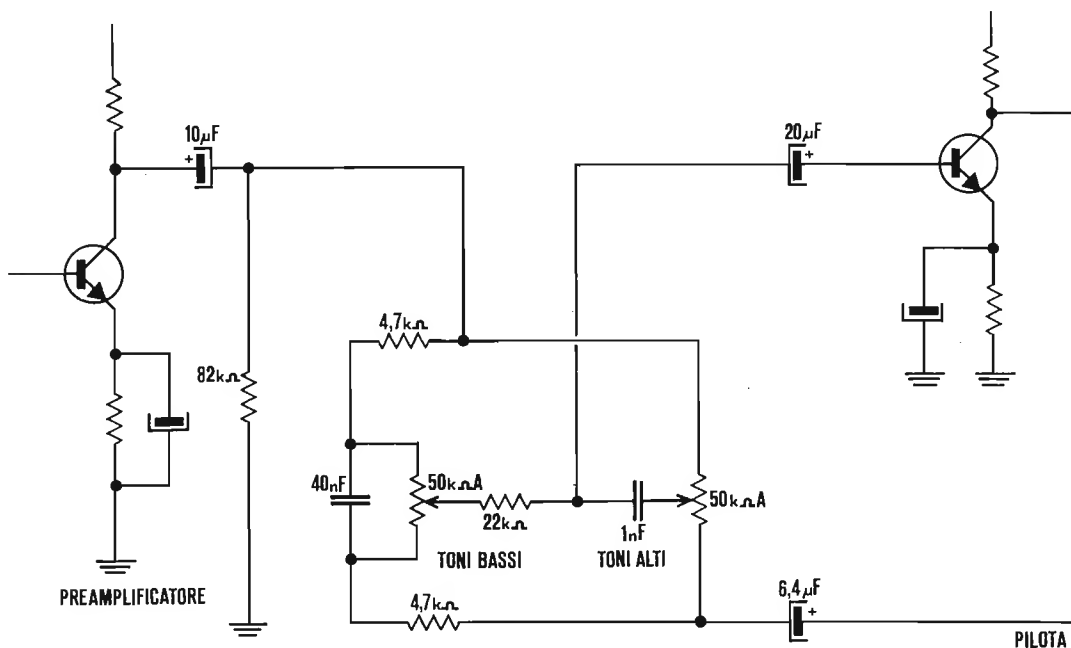 10µF
20µF
4,7kΩ
82kΩ
40nF
50kΩA
22kΩ
1nF
50kΩA
TONI BASSI
TONI ALTI
PREAMPLIFICATORE
4,7kΩ
6,4µF
PILOTA
+
+
+